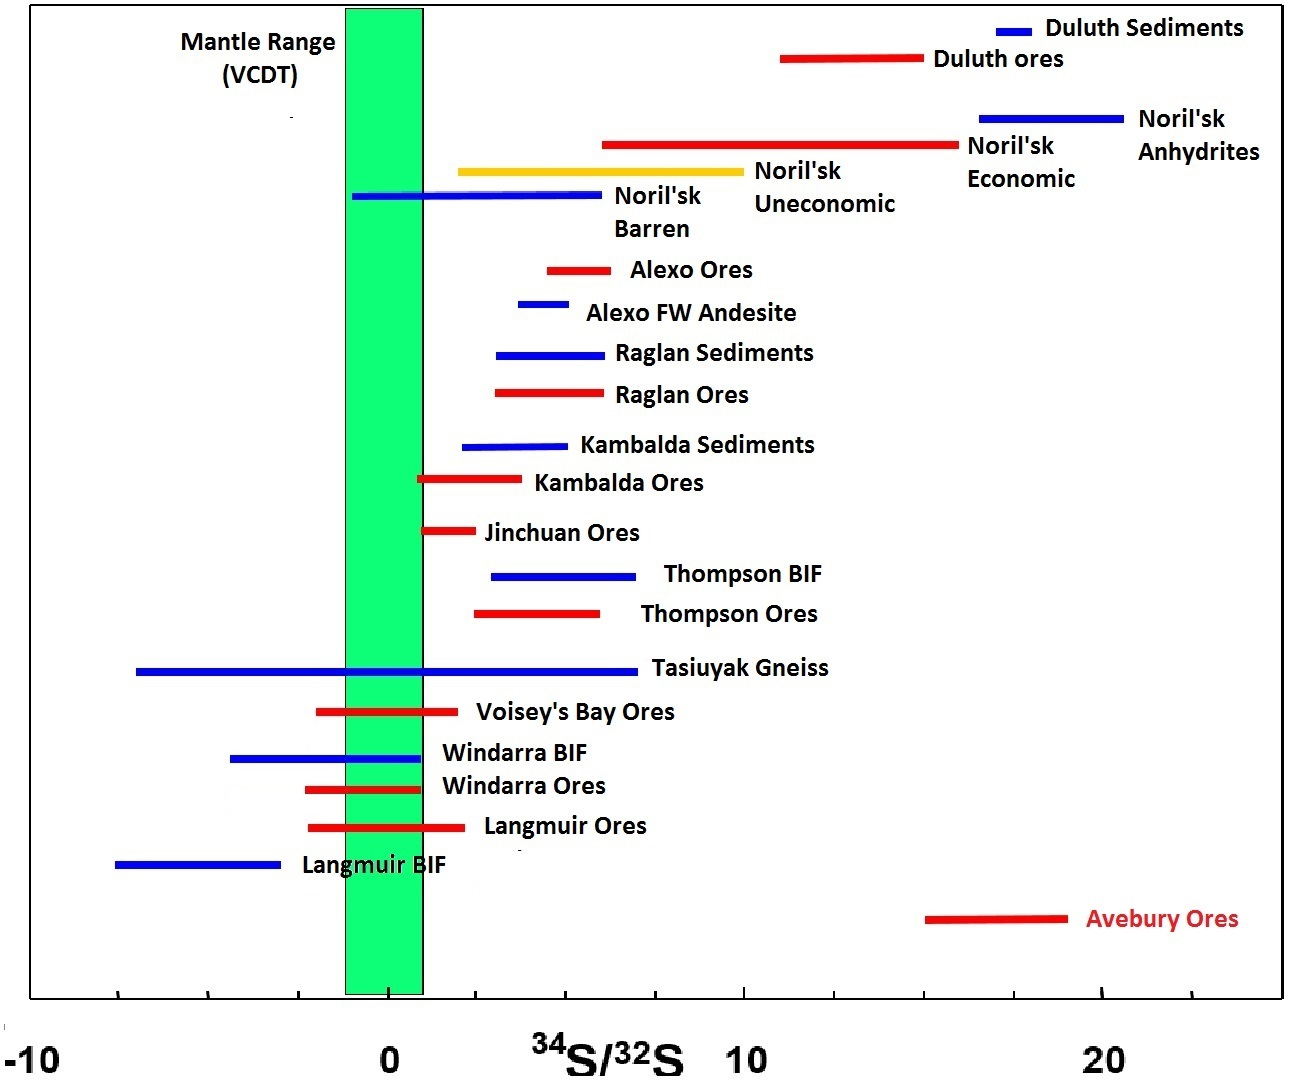 Mantle Range
(VCDT)
Duluth Sediments
Duluth ores
Noril'sk
Anhydrites
Noril'sk
Economic
Noril'sk
Uneconomic
Noril'sk
Barren
Alexo Ores
Alexo FW Andesite
Raglan Sediments
Raglan Ores
Kambalda Sediments
Kambalda Ores
Jinchuan Ores
Thompson BIF
Thompson Ores
Tasiuyak Gneiss
Voisey's Bay Ores
Windarra BIF
Windarra Ores
Langmuir Ores
Langmuir BIF
Avebury Ores
-10 0 34S/32S 10 20